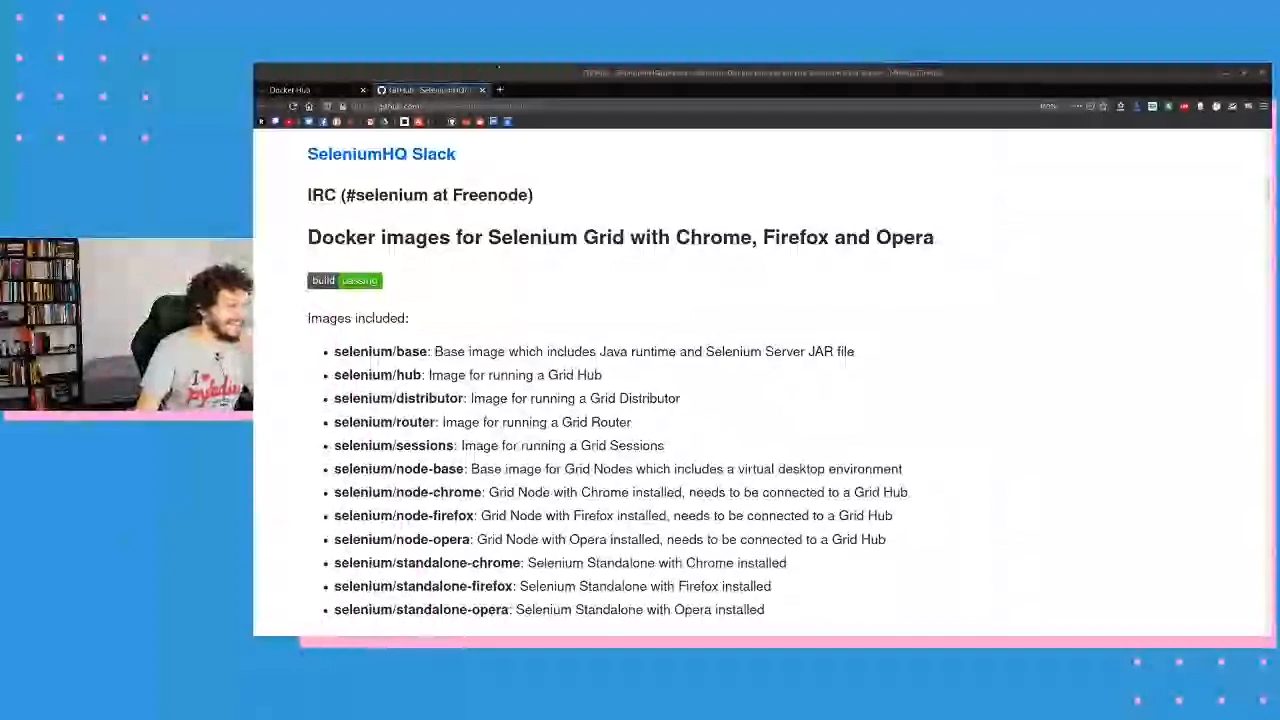 Docker Hub
GitHub - SeleniumHQ/
github.com
SeleniumHQ Slack
IRC (#selenium at Freenode)
Docker images for Selenium Grid with Chrome, Firefox and Opera
build passing
Images included:
selenium/base: Base image which includes Java runtime and Selenium Server JAR file
selenium/hub: Image for running a Grid Hub
selenium/distributor: Image for running a Grid Distributor
selenium/router: Image for running a Grid Router
selenium/sessions: Image for running a Grid Sessions
selenium/node-base: Base image for Grid Nodes which includes a virtual desktop environment
selenium/node-chrome: Grid Node with Chrome installed, needs to be connected to a Grid Hub
selenium/node-firefox: Grid Node with Firefox installed, needs to be connected to a Grid Hub
selenium/node-opera: Grid Node with Opera installed, needs to be connected to a Grid Hub
selenium/standalone-chrome: Selenium Standalone with Chrome installed
selenium/standalone-firefox: Selenium Standalone with Firefox installed
selenium/standalone-opera: Selenium Standalone with Opera installed
I